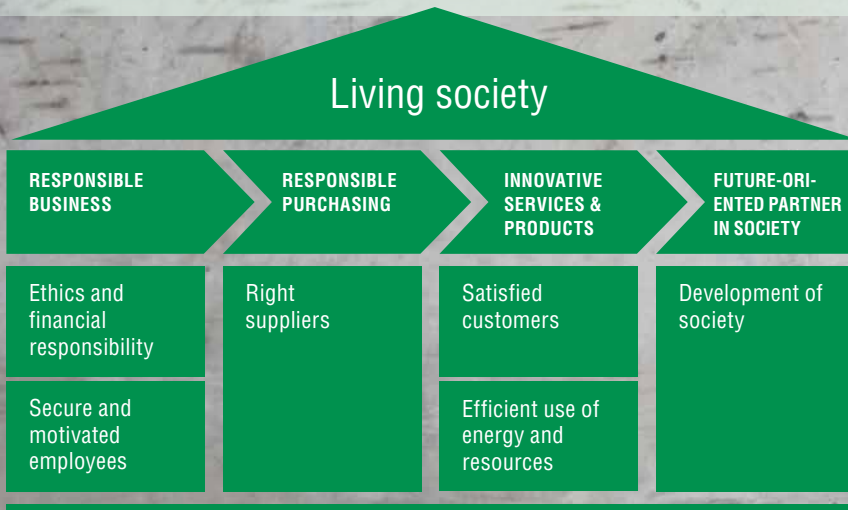 Living society
RESPONSIBLE
BUSINESS
RESPONSIBLE
PURCHASING
INNOVATIVE
SERVICES &
PRODUCTS
FUTURE-ORI-
ENTED PARTNER
IN SOCIETY
Ethics and
financial
responsibility
Secure and
motivated
employees
Right
suppliers
Satisfied
customers
Efficient use of
energy and
resources
Development of
society